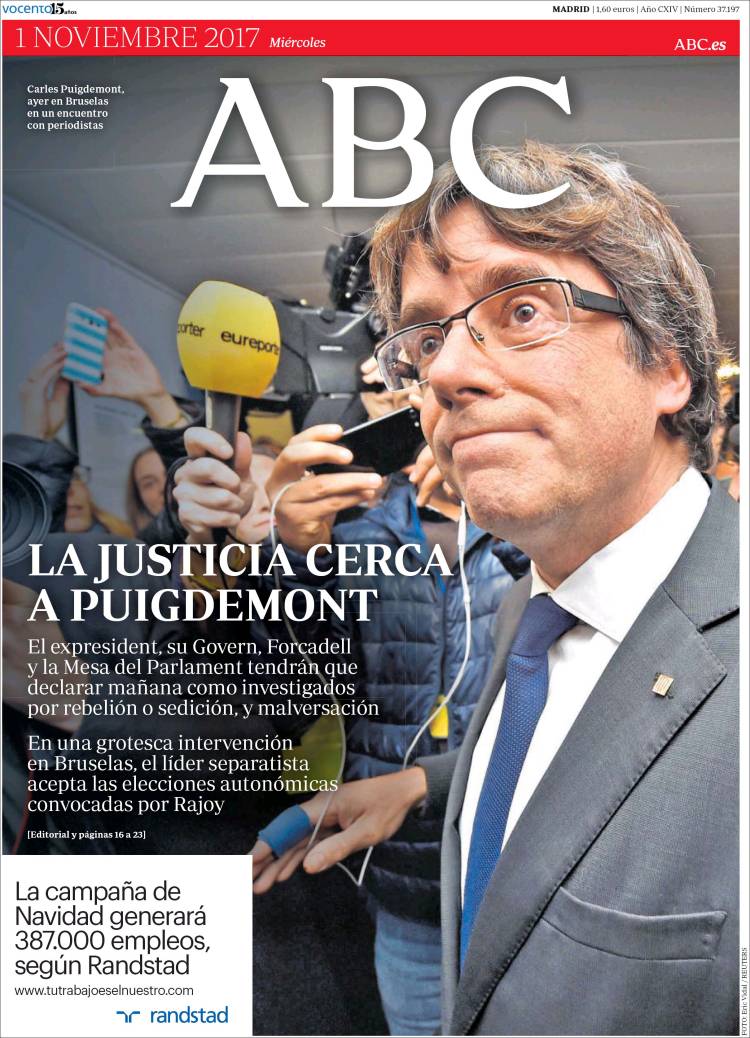 vocento 15 años
MADRID | 1,60 euros | Año CXIV | Número 37.197
1 NOVIEMBRE 2017 Miércoles
ABC.es
Carles Puigdemont,
ayer en Bruselas
en un encuentro
con periodistas
ABC
porter eureporter
LA JUSTICIA CERCA
A PUIGDEMONT
El expresident, su Govern, Forcadell
y la Mesa del Parlament tendrán que
declarar mañana como investigados
por rebelión o sedición, y malversación
En una grotesca intervención
en Bruselas, el líder separatista
acepta las elecciones autonómicas
convocadas por Rajoy
[Editorial y páginas 16 a 23]
La campaña de
Navidad generará
387.000 empleos,
según Randstad
www.tutrabajoeselnuestro.com
randstad
FOTO: Eric Vidal / REUTERS